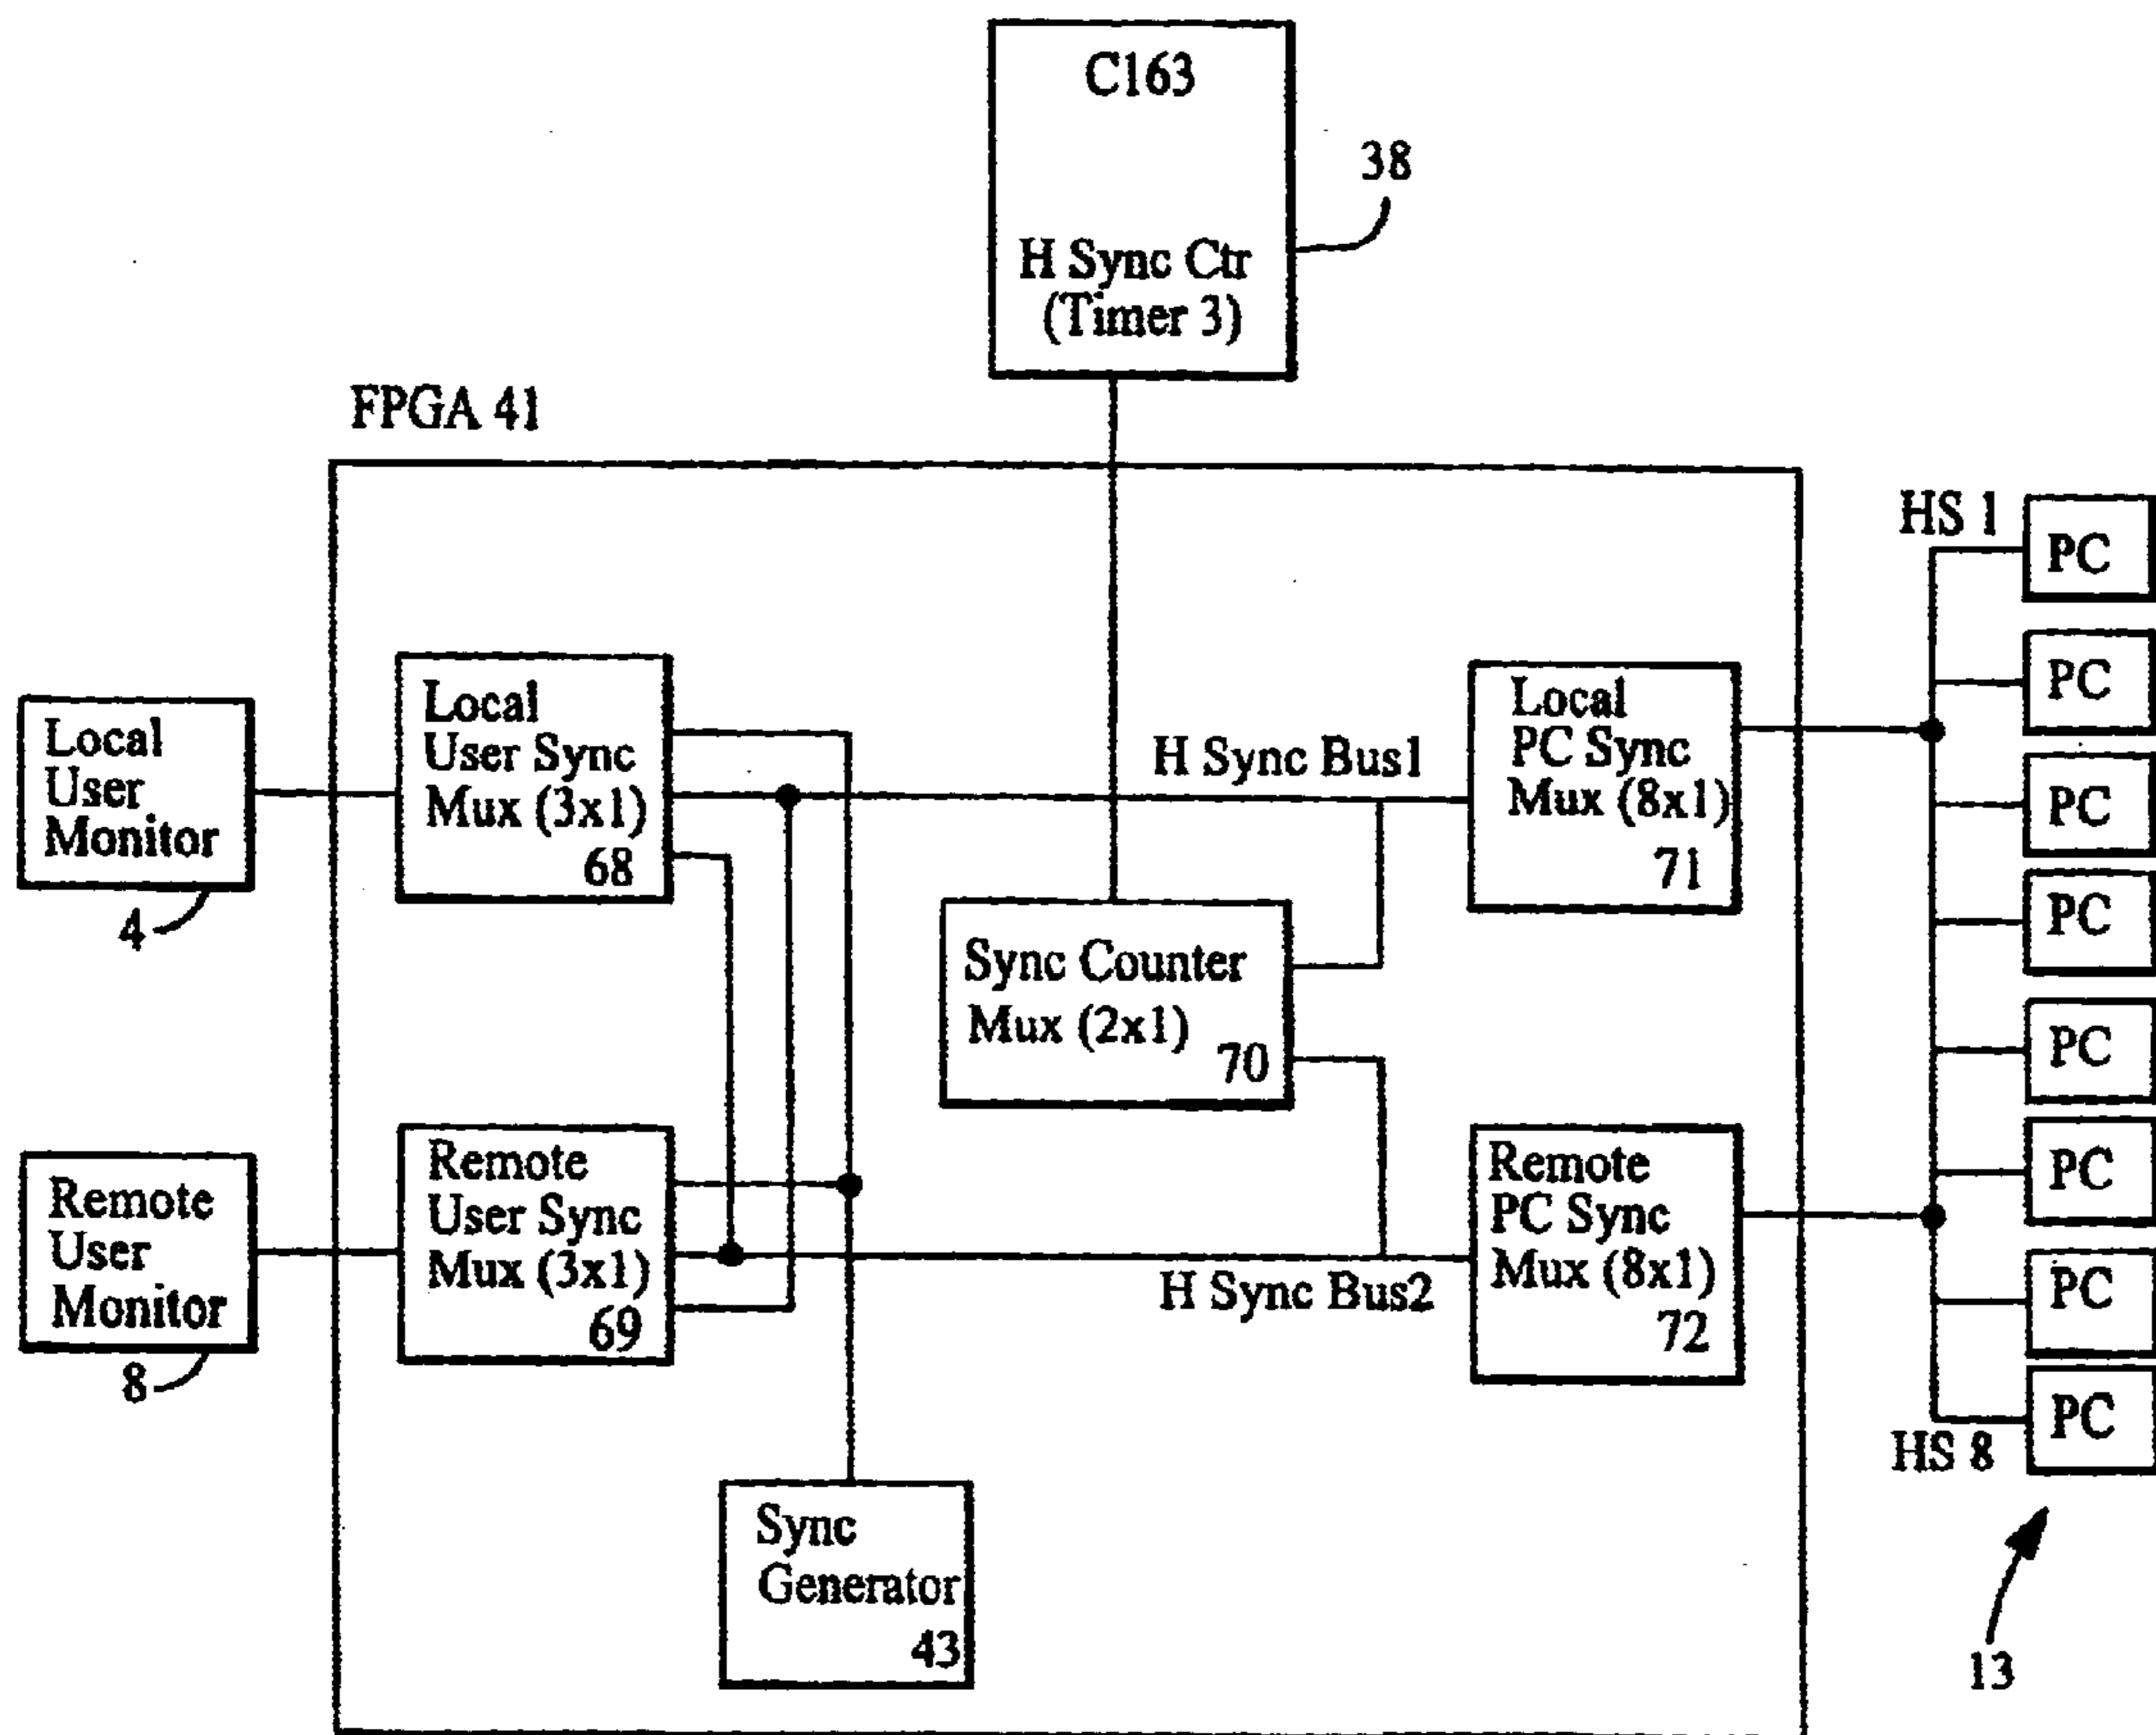 C163
H Sync Ctr
(Timer 3)
38
FPGA 41
HS 1
PC
PC
PC
PC
PC
PC
PC
PC
HS 8
13
Local
User
Monitor
4
Local
User Sync
Mux (3x1)
68
H Sync Bus1
Local
PC Sync
Mux (8x1)
71
Sync Counter
Mux (2x1)
70
Remote
User
Monitor
8
Remote
User Sync
Mux (3x1)
69
H Sync Bus2
Remote
PC Sync
Mux (8x1)
72
Sync
Generator
43